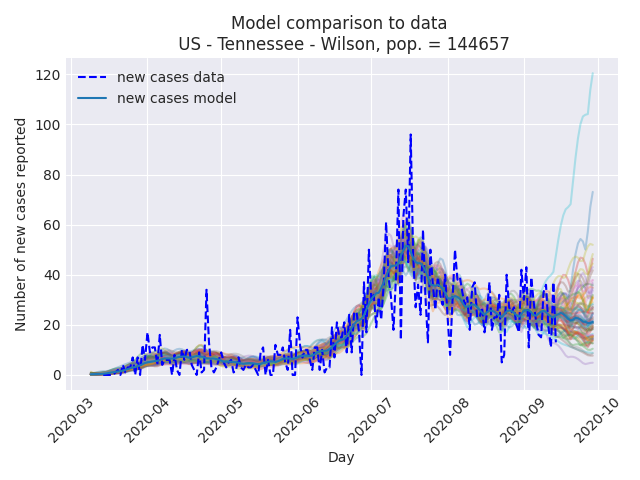 Model comparison to data
US - Tennessee - Wilson, pop. = 144657
new cases data
new cases model
Number of new cases reported
120
100
80
60
40
20
0
2020-03
2020-04
2020-05
2020-06
2020-07
2020-08
2020-09
2020-10
Day